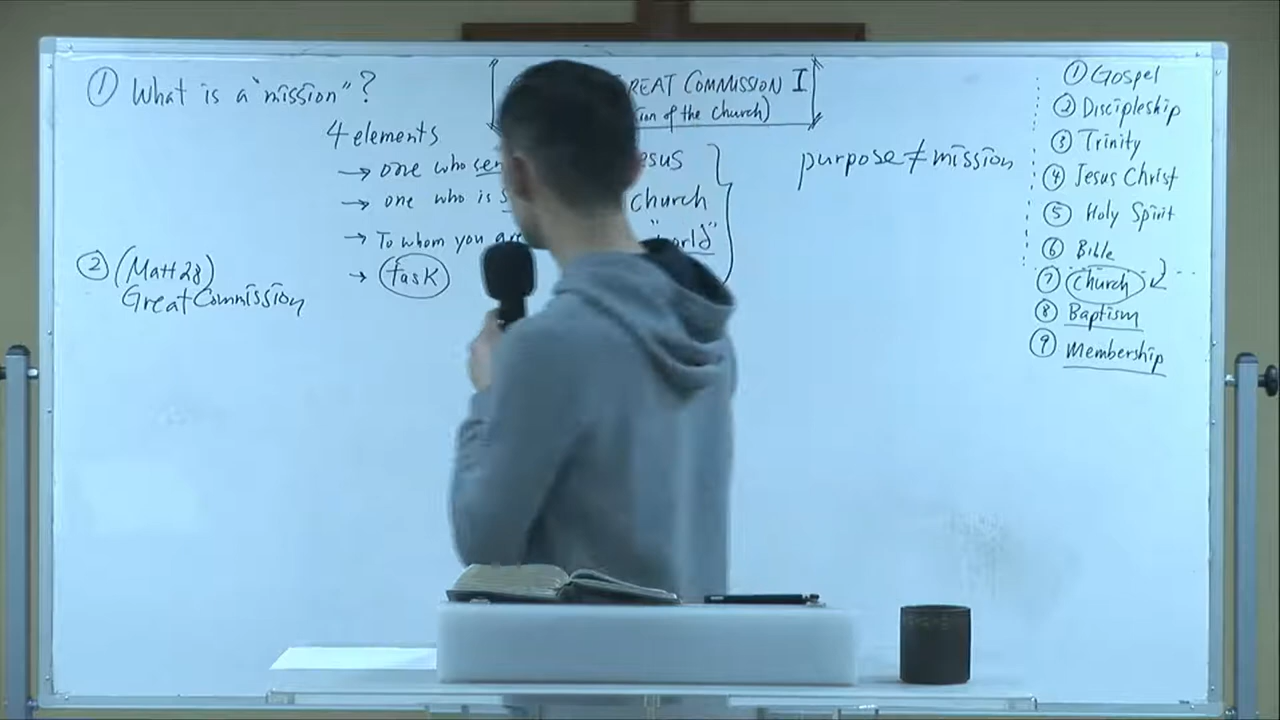 ① What is a "mission"?
GREAT COMMISSION I
of the Church)
4 elements
→ one who
Jesus
→ one who is
Church
→ To whom you are
"world"
→ task
② (Matt 28)
Great Commission
purpose ≠ mission
① Gospel
② Discipleship
③ Trinity
④ Jesus Christ
⑤ Holy Spirit
⑥ Bible
⑦ Church
⑧ Baptism
⑨ Membership